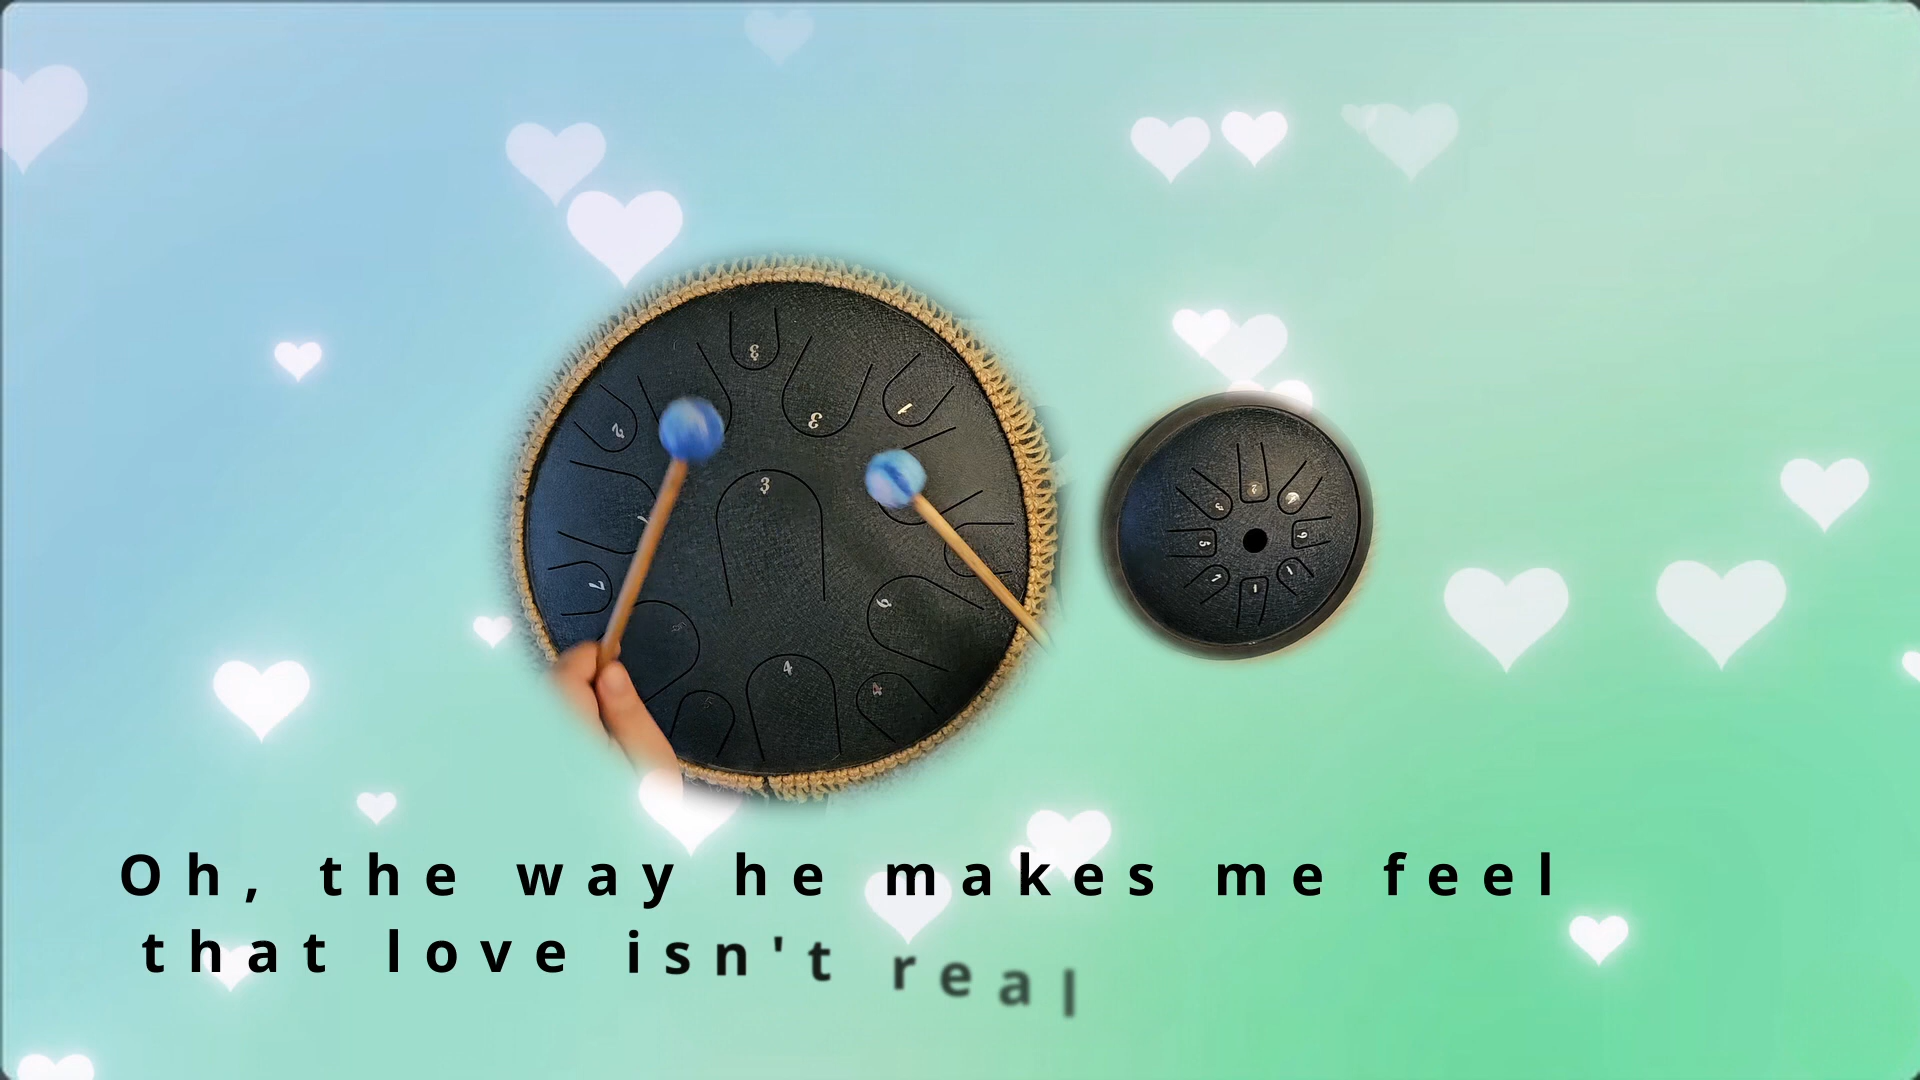 Oh, the way he makes me feel
that love isn't real